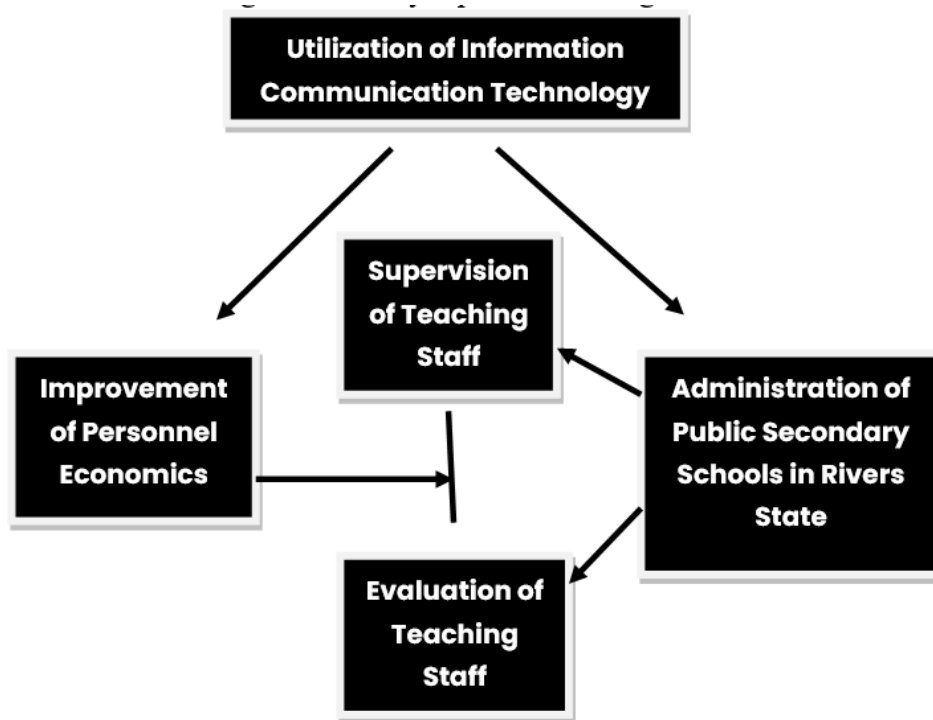 Utilization of Information
Communication Technology
Supervision
of Teaching
Staff
Improvement
of Personnel
Economics
Administration of
Public Secondary
Schools in Rivers
State
Evaluation of
Teaching
Staff